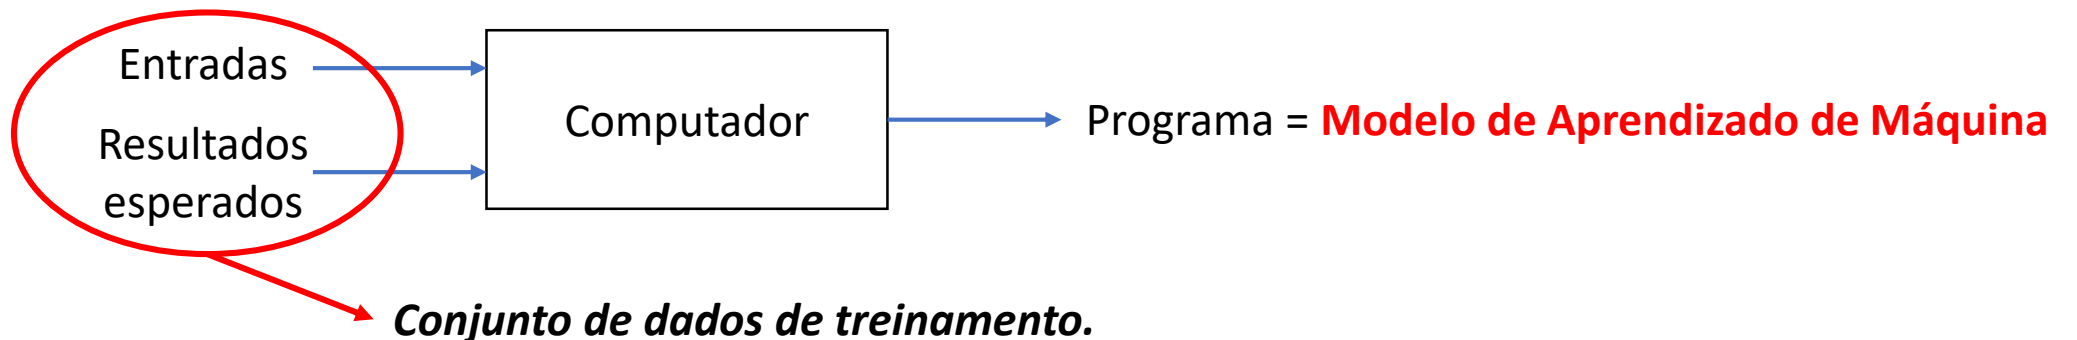 Entradas
Resultados
esperados
Computador
Programa = Modelo de Aprendizado de Máquina
Conjunto de dados de treinamento.